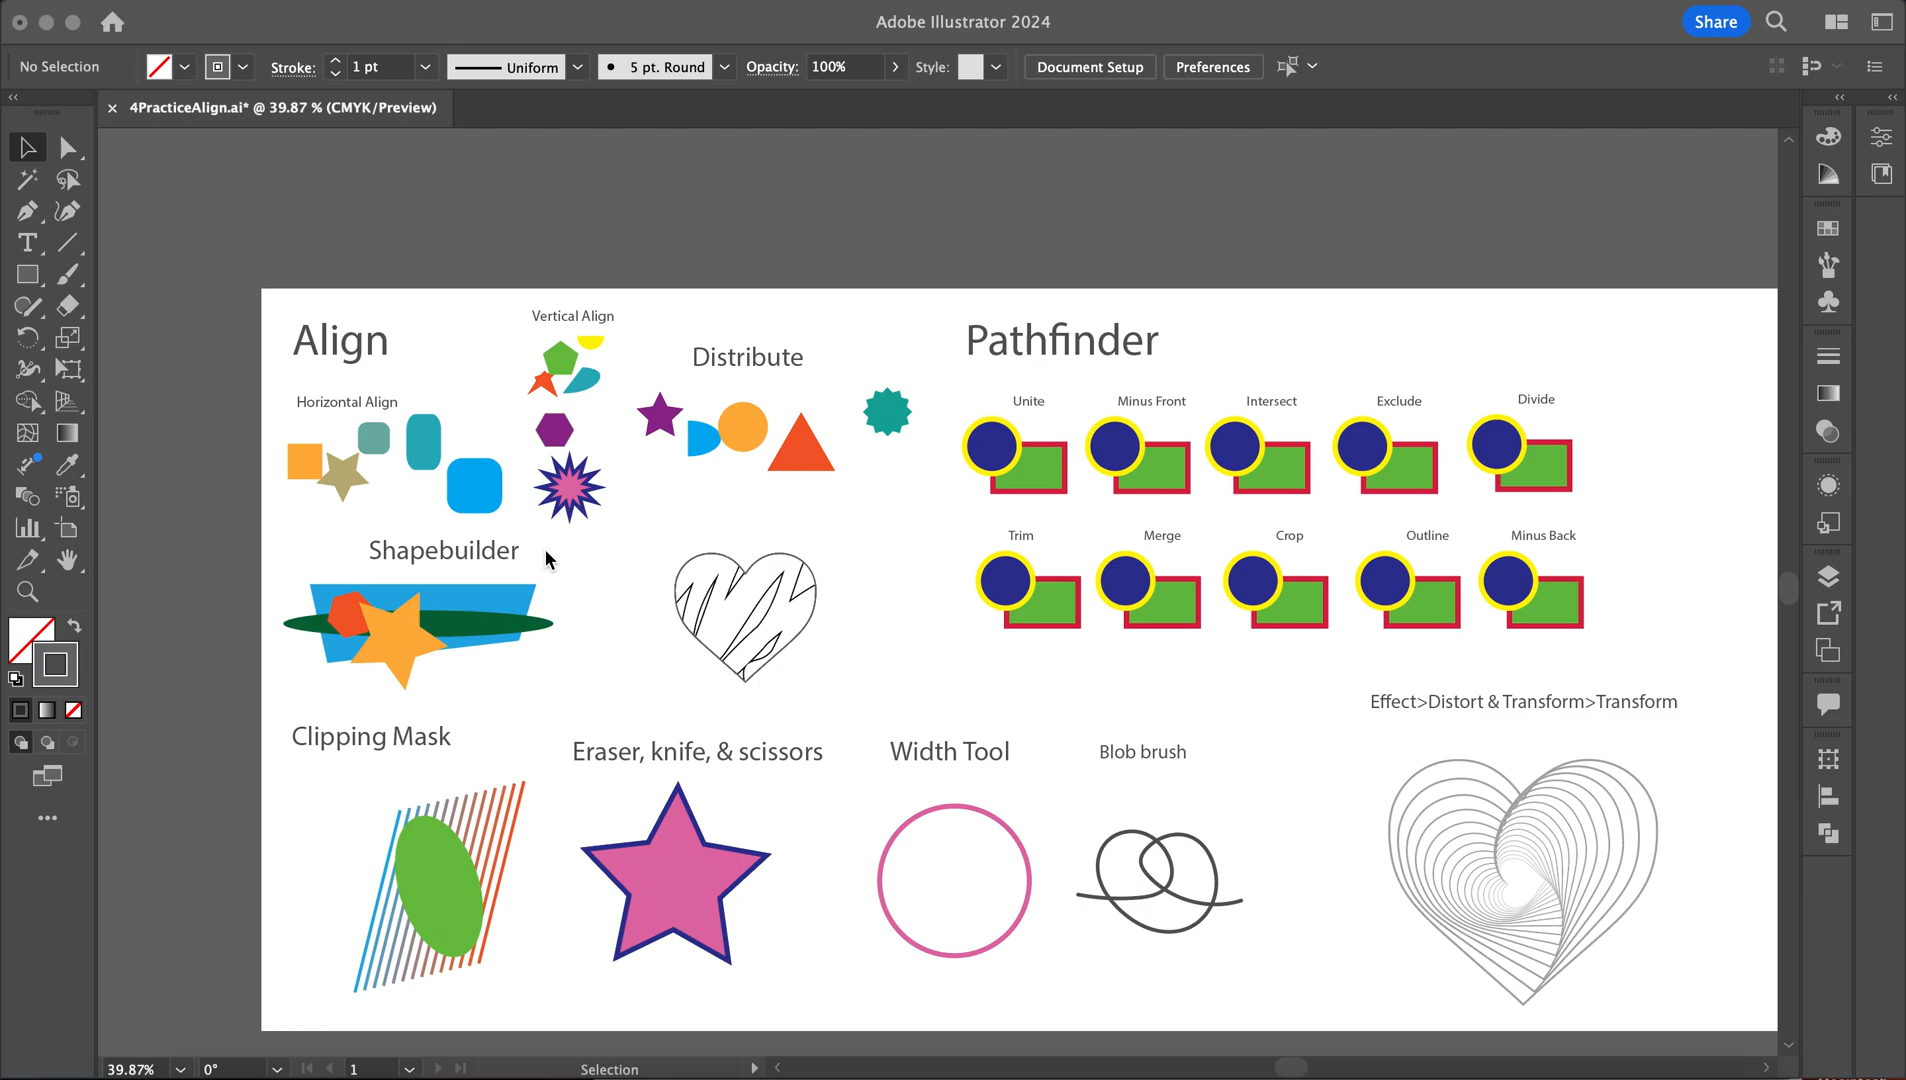 Adobe Illustrator 2024
Share
No Selection
Stroke:
1 pt
Uniform
5 pt. Round
Opacity:
100%
Style:
Document Setup
Preferences
4PracticeAlign.ai* @ 39.87 % (CMYK/Preview)
Align
Vertical Align
Distribute
Pathfinder
Horizontal Align
Unite
Minus Front
Intersect
Exclude
Divide
Shapebuilder
Trim
Merge
Crop
Outline
Minus Back
Effect>Distort & Transform>Transform
Clipping Mask
Eraser, knife, & scissors
Width Tool
Blob brush
39.87%
0°
1
Selection